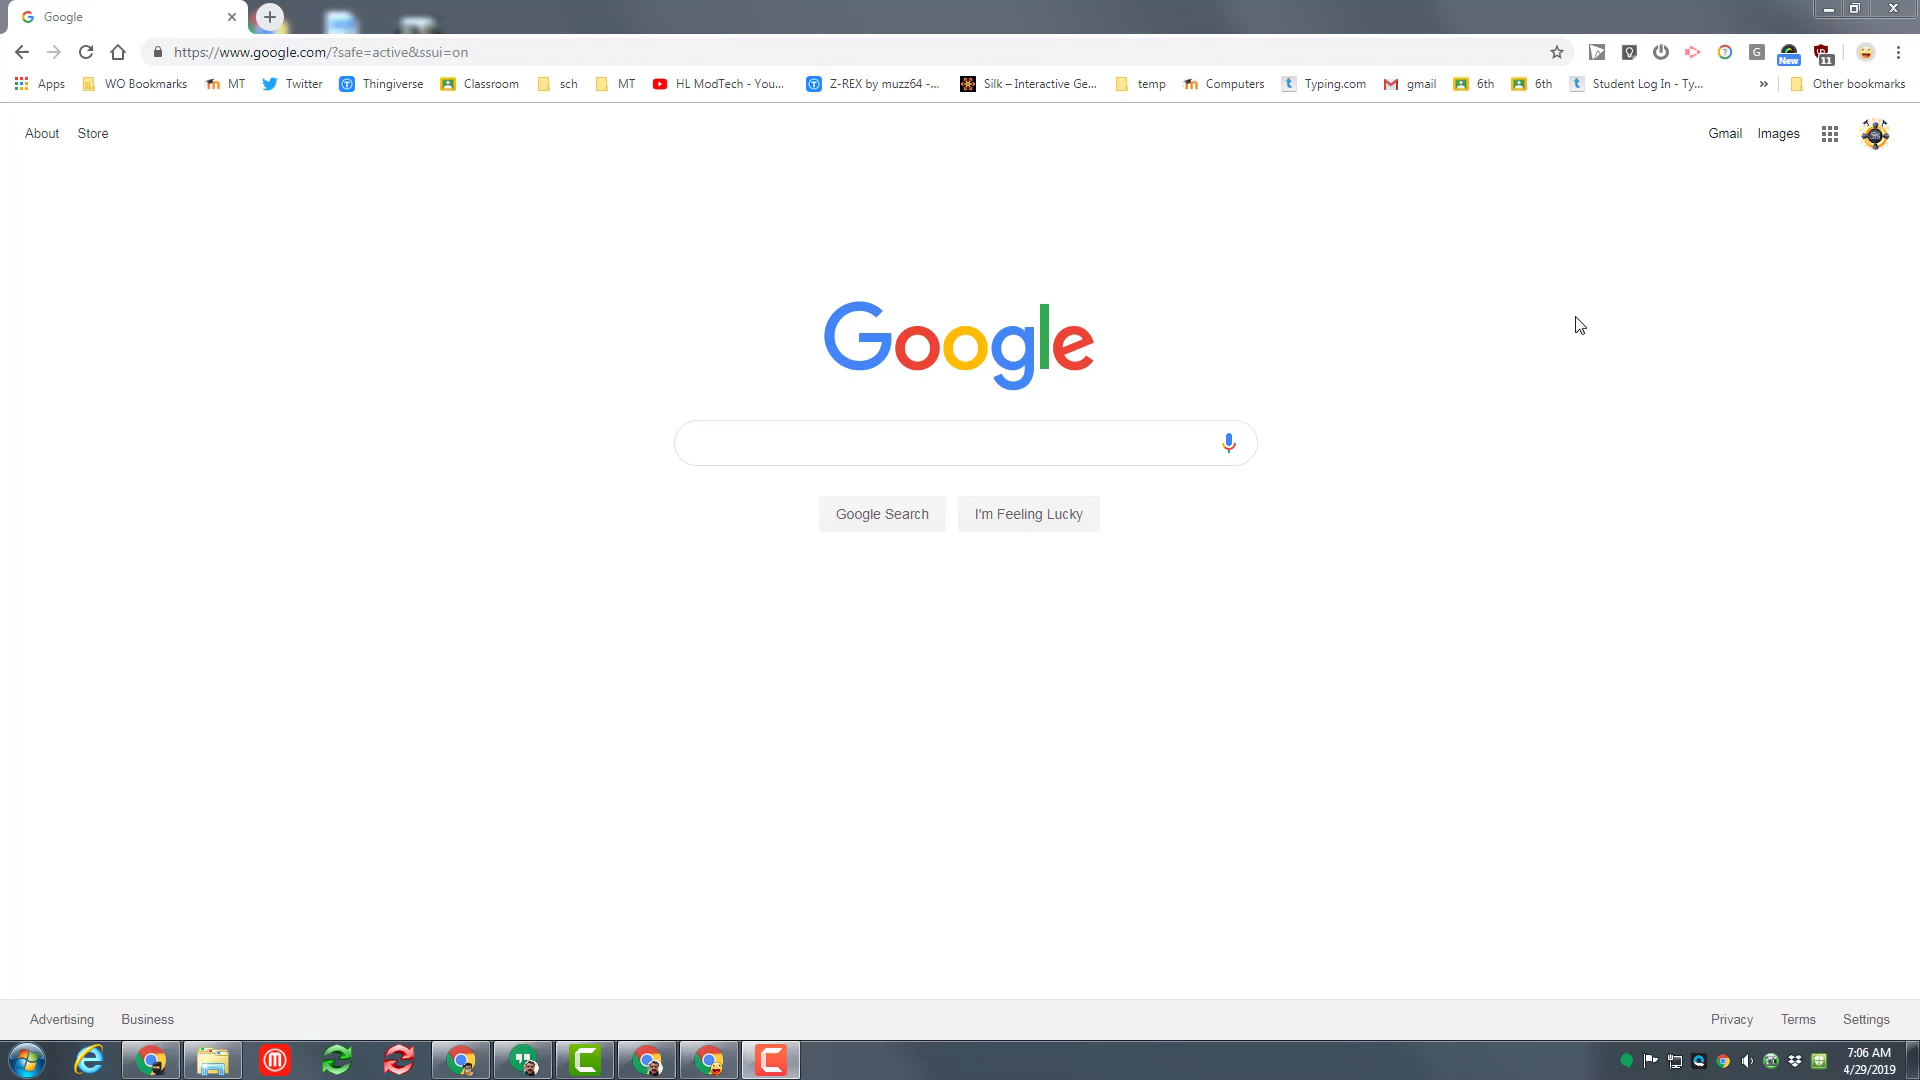 Google
https://www.google.com/?safe=active&ssui=on
New
11
Apps
WO Bookmarks
MT
Twitter
Thingiverse
Classroom
sch
MT
HL ModTech - You...
Z-REX by muzz64 -...
Silk – Interactive Ge...
temp
Computers
Typing.com
gmail
6th
6th
Student Log In - Ty...
»
Other bookmarks
About
Store
Gmail
Images
Google
Google Search
I'm Feeling Lucky
Advertising
Business
Privacy
Terms
Settings
7:06 AM
4/29/2019